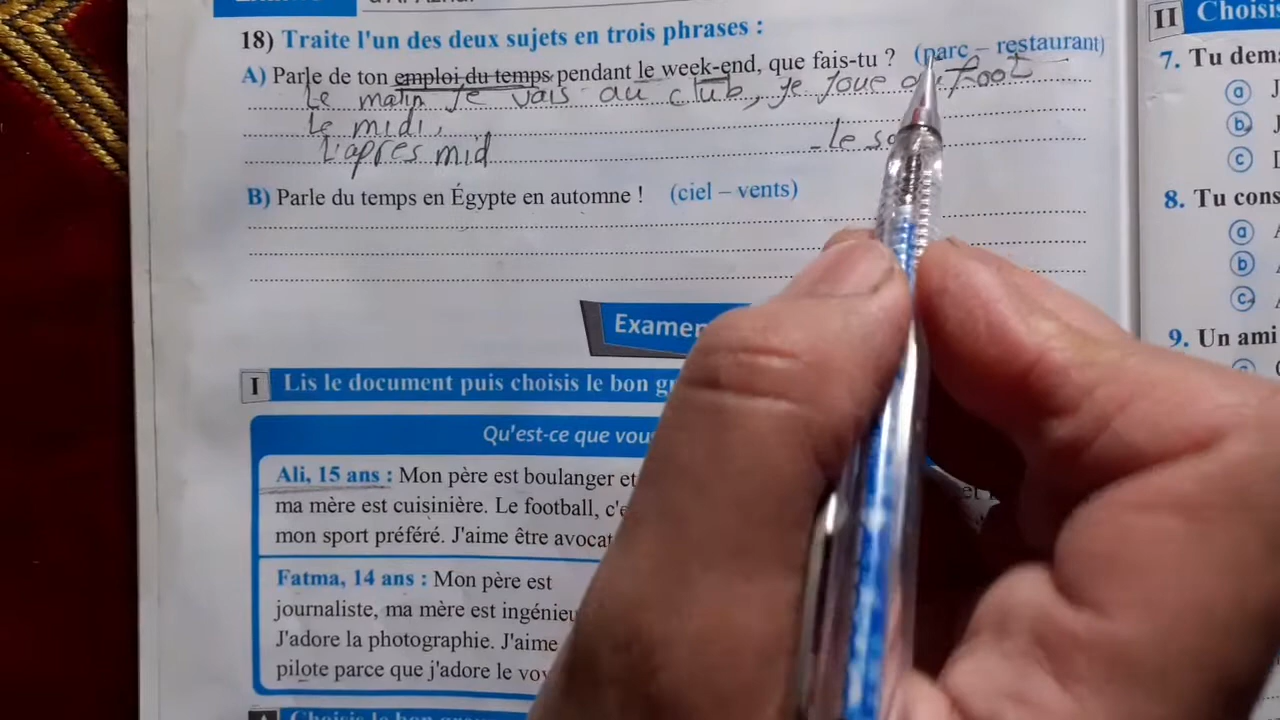 18) Traite l'un des deux sujets en trois phrases :
A) Parle de ton emploi du temps pendant le week-end, que fais-tu ? (parc – restaurant)
Le matin je vais au club, je joue au foot
Le midi,
L'après mid
- le so
B) Parle du temps en Égypte en automne ! (ciel – vents)
Examen
I Lis le document puis choisis le bon
Qu'est-ce que vou
Ali, 15 ans : Mon père est boulanger et
ma mère est cuisinière. Le football, c'e
mon sport préféré. J'aime être avocat
Fatma, 14 ans : Mon père est
journaliste, ma mère est ingénieu
J'adore la photographie. J'aime
pilote parce que j'adore le voy
II Choisis
7. Tu dem
a J
b
c
8. Tu cons
a
b
c
9. Un ami